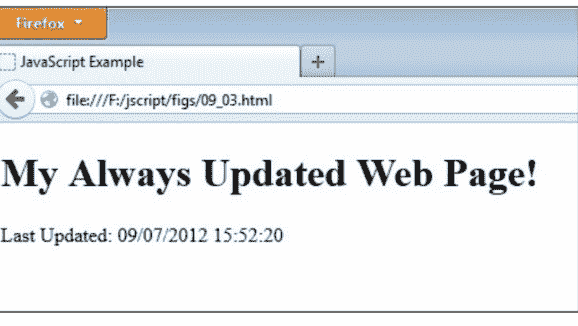 Firefox
JavaScript Example
file:///F:/jscript/figs/09_03.html
My Always Updated Web Page!
Last Updated: 09/07/2012 15:52:20